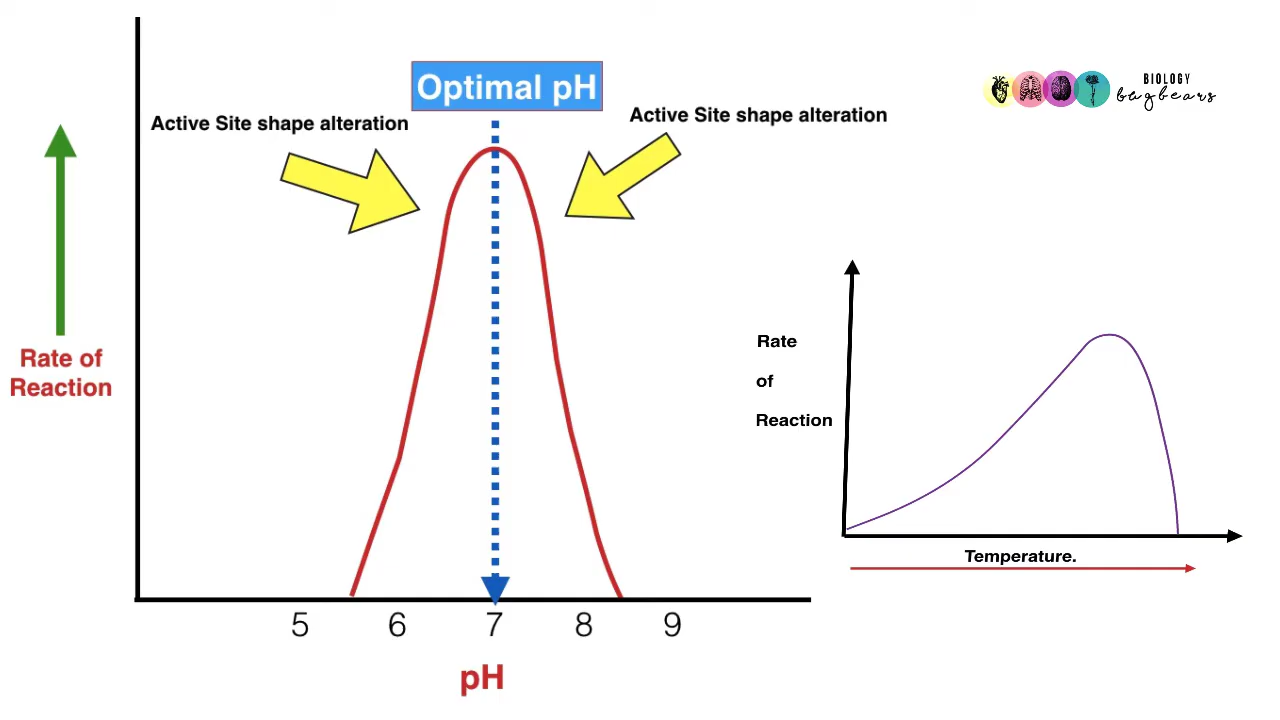 Optimal pH
Active Site shape alteration
Active Site shape alteration
BIOLOGY
bugbears
Rate of
Reaction
5 6 7 8 9
pH
Rate
of
Reaction
Temperature.